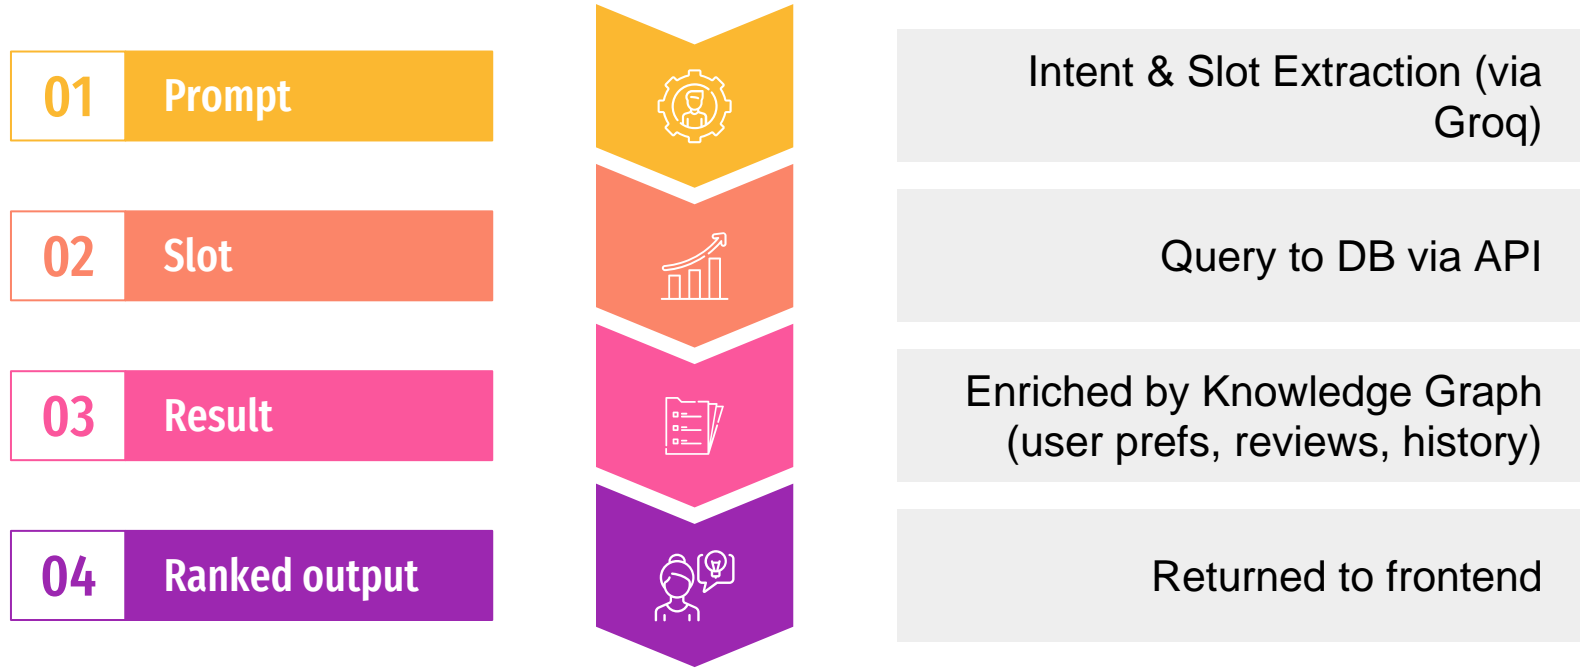 01 Prompt
Intent & Slot Extraction (via
Groq)
02 Slot
Query to DB via API
03 Result
Enriched by Knowledge Graph
(user prefs, reviews, history)
04 Ranked output
Returned to frontend